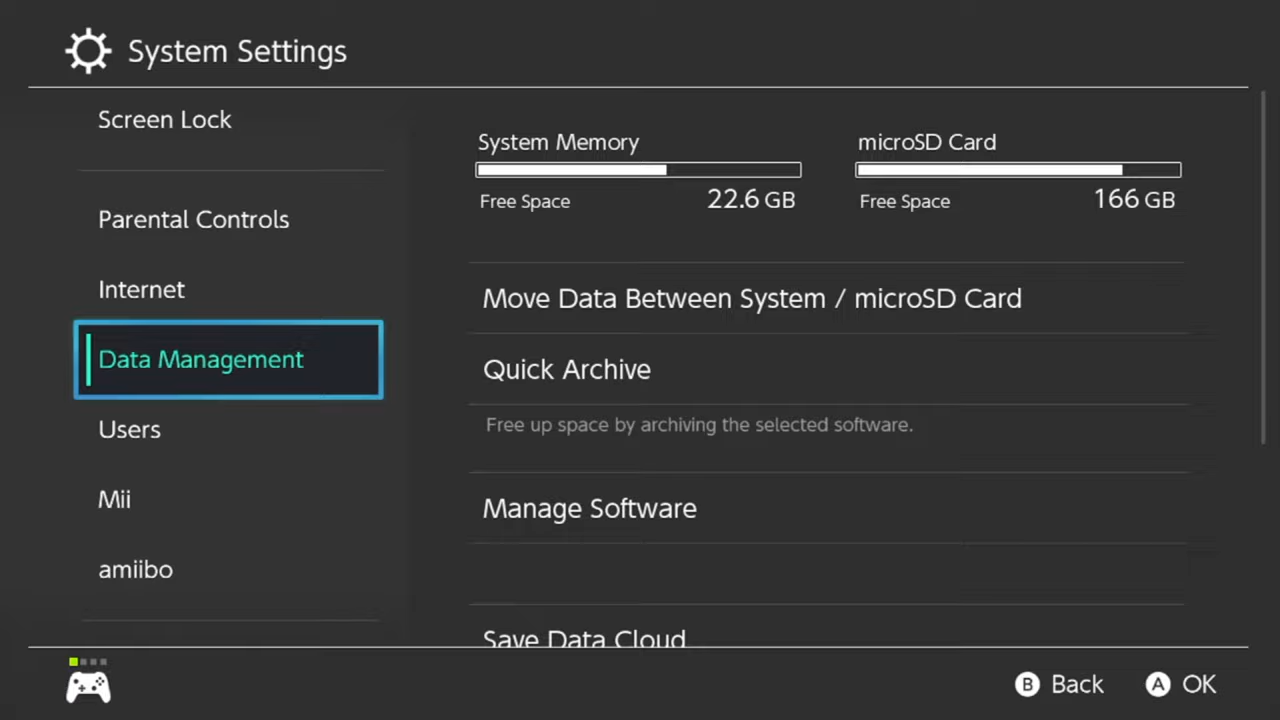 System Settings
Screen Lock
Parental Controls
Internet
Data Management
Users
Mii
amiibo
System Memory
Free Space 22.6 GB
microSD Card
Free Space 166 GB
Move Data Between System / microSD Card
Quick Archive
Free up space by archiving the selected software.
Manage Software
Save Data Cloud
B Back
A OK